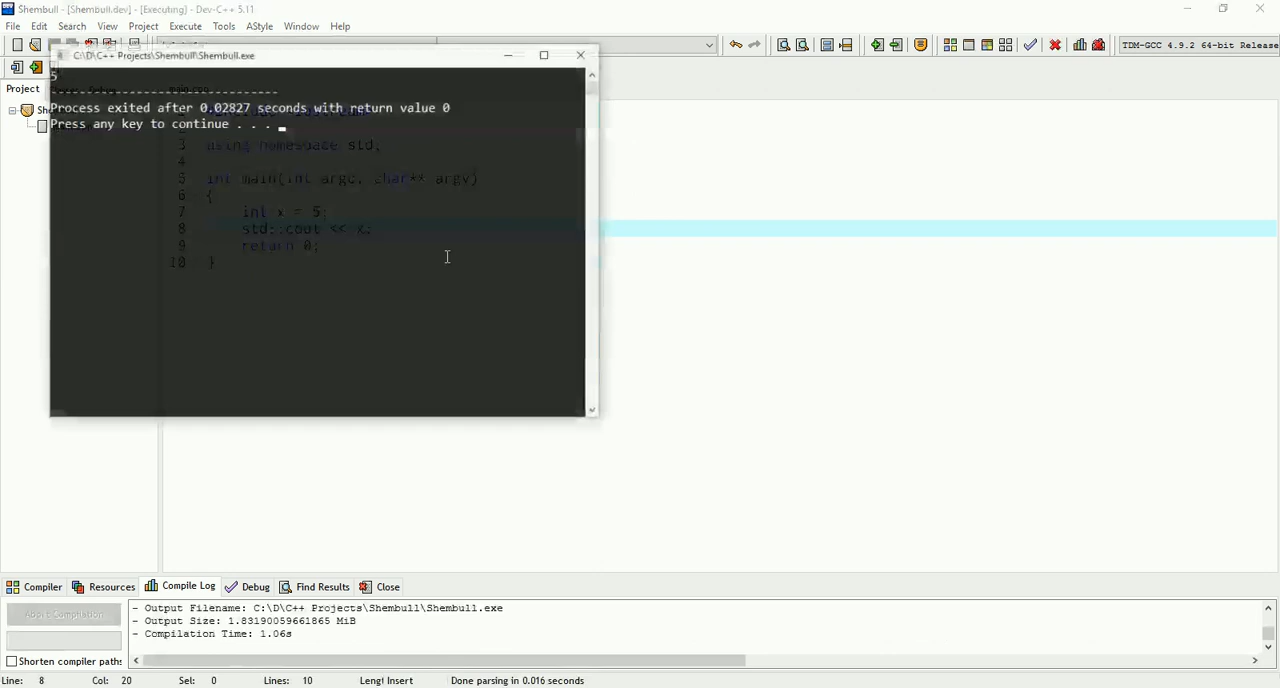 Shembull - [Shembull.dev] - [Executing] - Dev-C++ 5.11
File Edit Search View Project Execute Tools AStyle Window Help
TDM-GCC 4.9.2 64-bit Release
C:\D\C++ Projects\Shembull\Shembull.exe
Project
5
--------------------------------
Process exited after 0.02827 seconds with return value 0
Press any key to continue . . .
3 using namespace std;
4
5 int main(int argc, char** argv)
6 {
7 int x = 5;
8 std::cout << x;
9 return 0;
10 }
Compiler Resources Compile Log Debug Find Results Close
Abort Compilation
- Output Filename: C:\D\C++ Projects\Shembull\Shembull.exe
- Output Size: 1.83190059661865 MiB
- Compilation Time: 1.06s
Shorten compiler paths
Line: 8 Col: 20 Sel: 0 Lines: 10 Insert Done parsing in 0.016 seconds